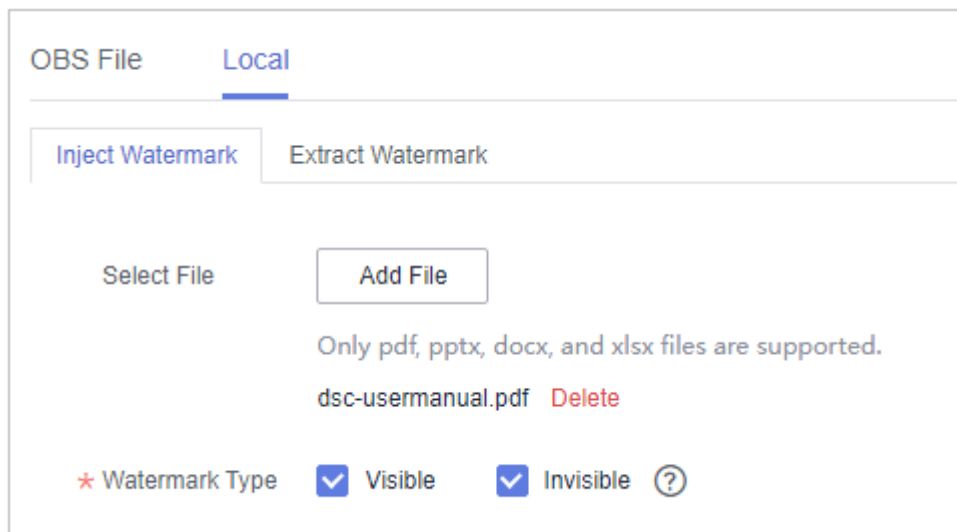 OBS File Local
Inject Watermark Extract Watermark
Select File Add File
Only pdf, pptx, docx, and xlsx files are supported.
dsc-usermanual.pdf Delete
* Watermark Type Visible Invisible ?